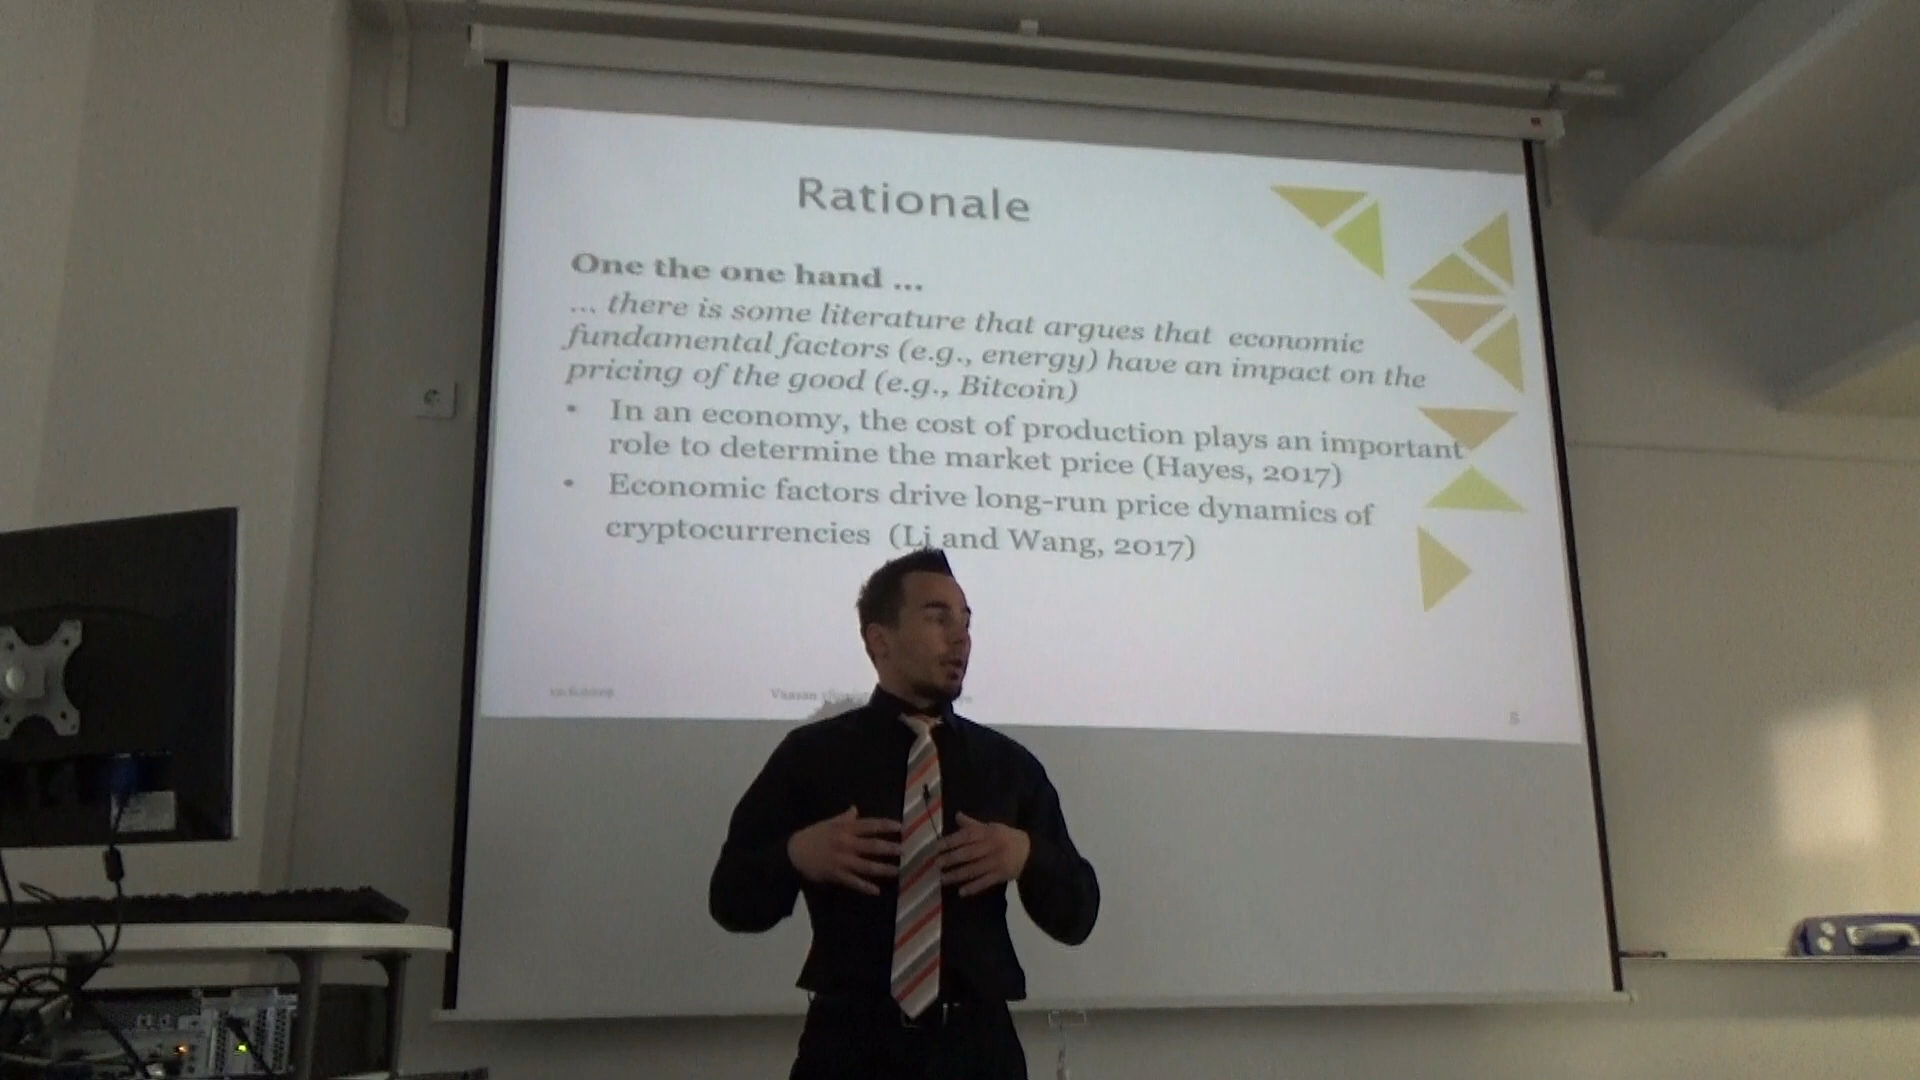 Rationale
One the one hand ...
... there is some literature that argues that economic
fundamental factors (e.g., energy) have an impact on the
pricing of the good (e.g., Bitcoin)
• In an economy, the cost of production plays an important
role to determine the market price (Hayes, 2017)
• Economic factors drive long-run price dynamics of
cryptocurrencies (Li and Wang, 2017)
Vaasan
5